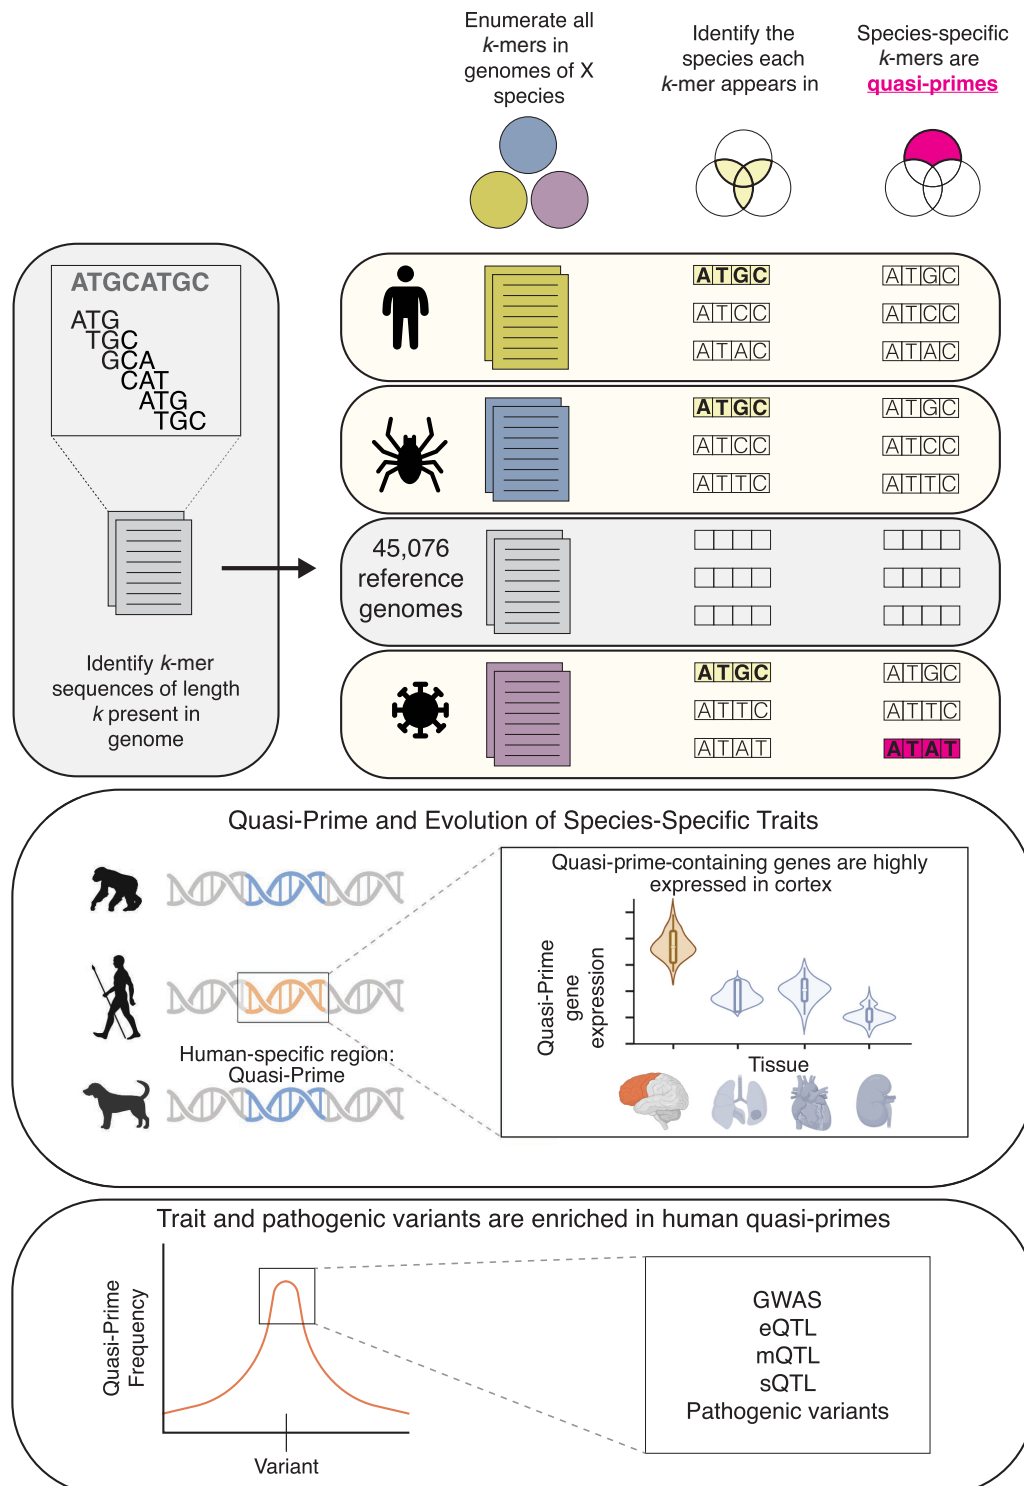 Enumerate all
k-mers in
genomes of X
species
Identify the
species each
k-mer appears in
Species-specific
k-mers are
quasi-primes
ATGCATGC
ATG
TGC
GCA
CAT
ATG
TGC
Identify k-mer
sequences of length
k present in
genome
ATGC ATGC
ATCC ATCC
ATAC ATAC
ATGC ATGC
ATCC ATCC
ATTC ATTC
45,076
reference
genomes
ATGC ATGC
ATTC ATTC
ATAT ATAT
Quasi-Prime and Evolution of Species-Specific Traits
Human-specific region:
Quasi-Prime
Quasi-prime-containing genes are highly
expressed in cortex
Quasi-Prime
gene
expression
Tissue
Trait and pathogenic variants are enriched in human quasi-primes
Quasi-Prime
Frequency
Variant
GWAS
eQTL
mQTL
sQTL
Pathogenic variants